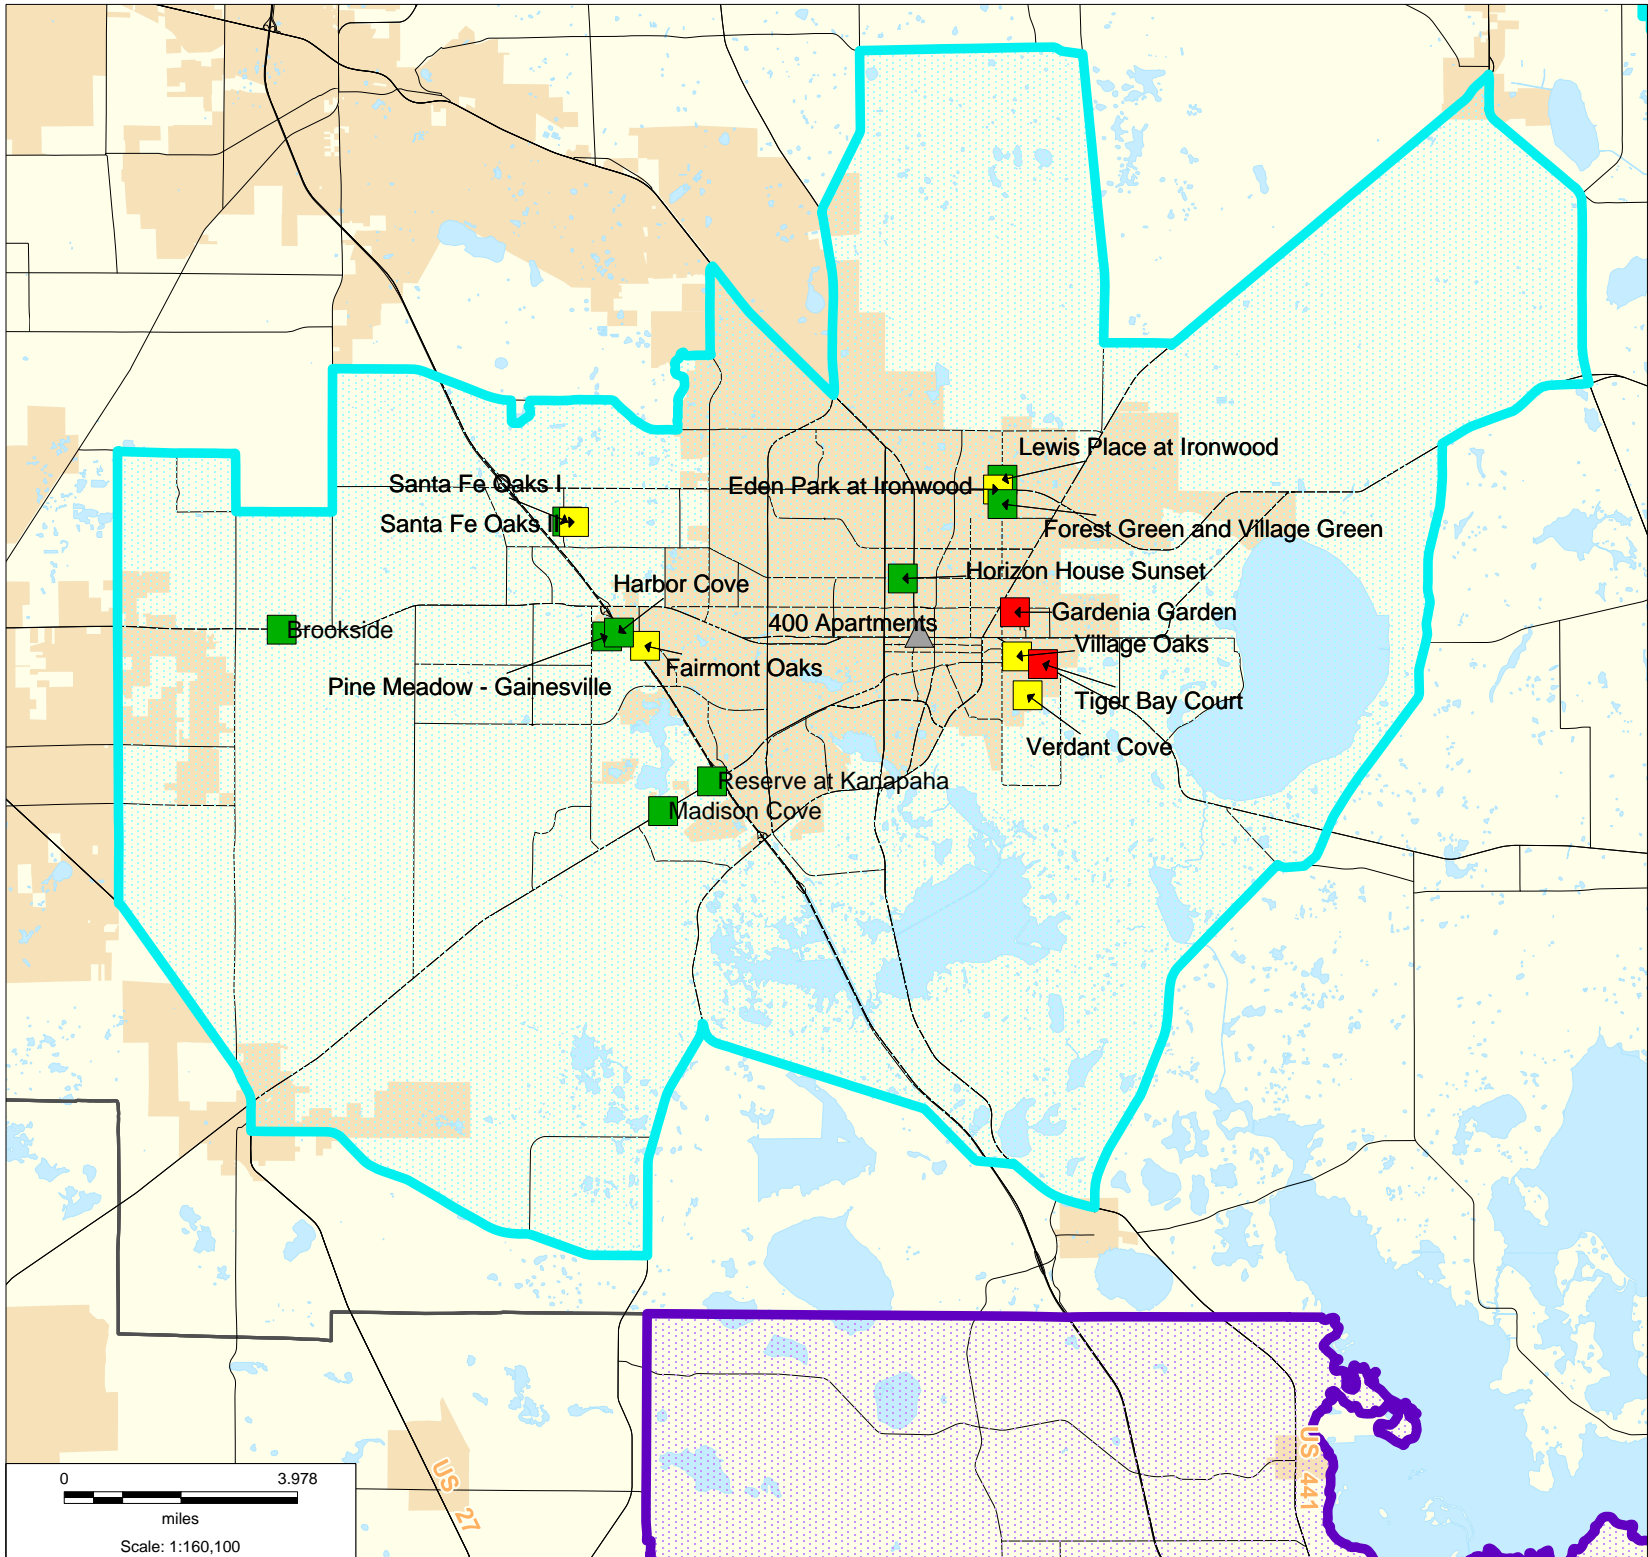 Lewis Place at Ironwood
Santa Fe Oaks I
Eden Park at Ironwood
Santa Fe Oaks II
Forest Green and Village Green
Horizon House Sunset
Harbor Cove
Gardenia Garden
400 Apartments
Brookside
Village Oaks
Fairmont Oaks
Pine Meadow - Gainesville
Tiger Bay Court
Verdant Cove
Reserve at Kanapaha
Madison Cove
US 441
US 27
0 3.978
miles
Scale: 1:160,100